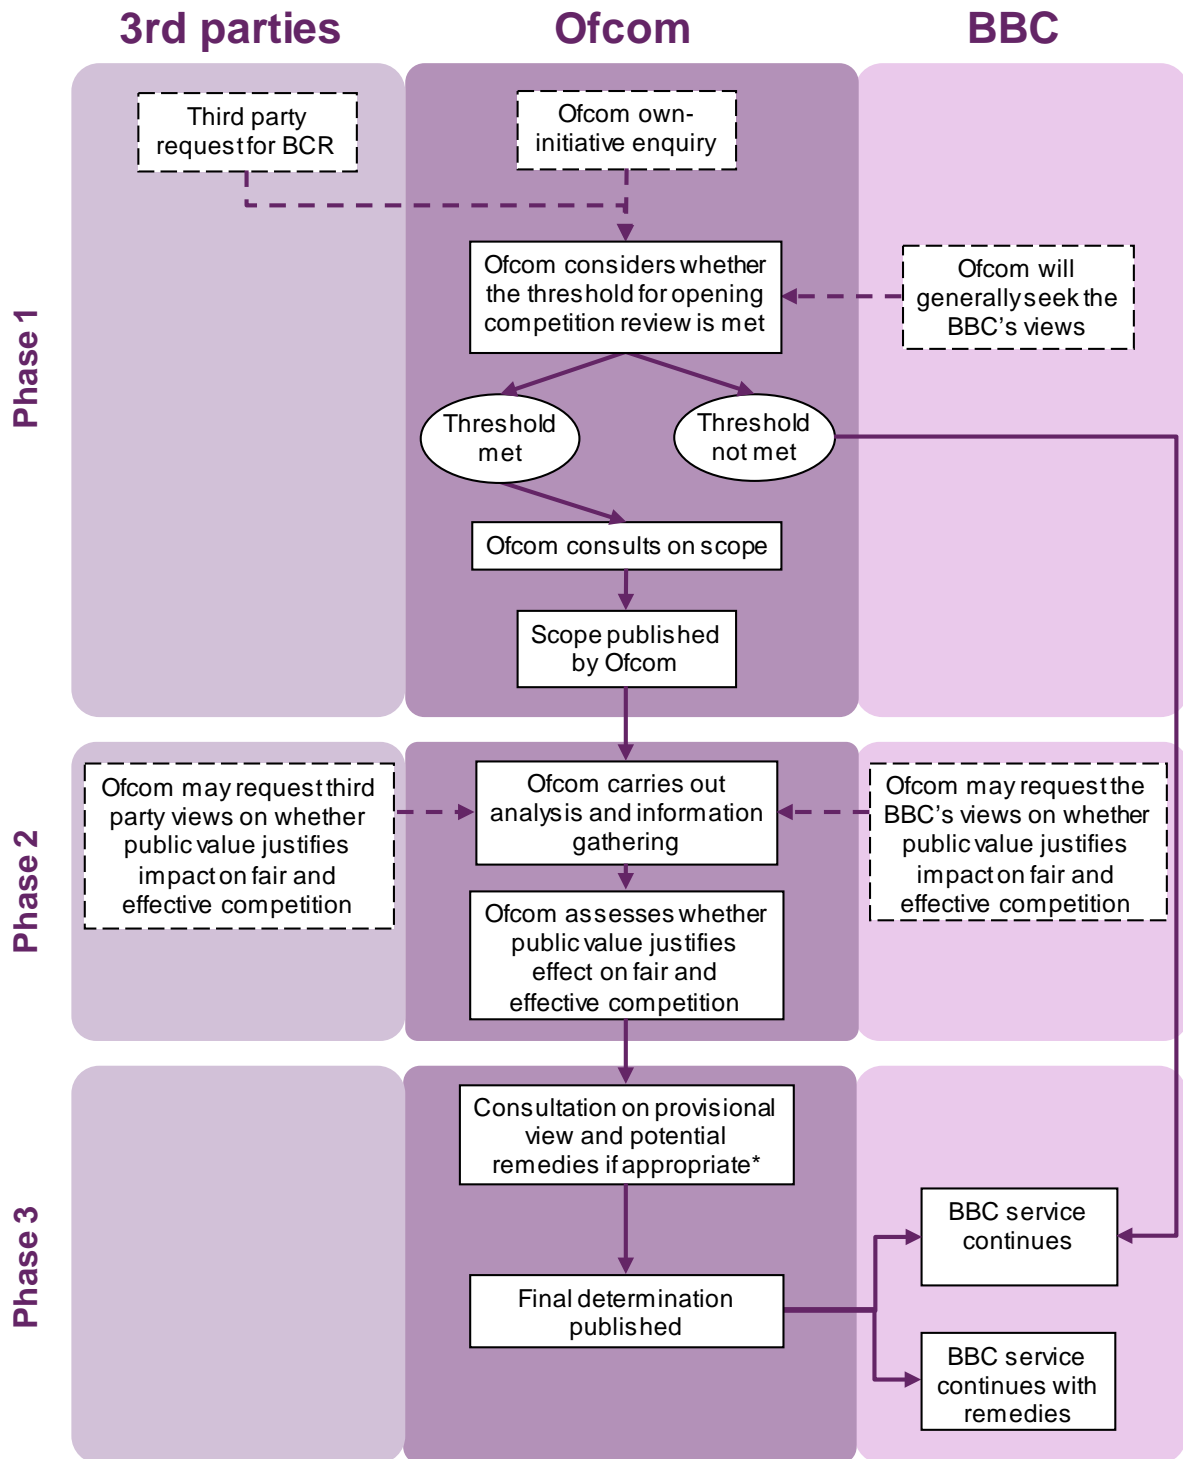 3rd parties
Ofcom
BBC
Phase 1
Third party
request for BCR
Ofcom own-
initiative enquiry
Ofcom considers whether
the threshold for opening
competition review is met
Ofcom will
generally seek the
BBC's views
Threshold
met
Threshold
not met
Ofcom consults on scope
Scope published
by Ofcom
Phase 2
Ofcom may request third
party views on whether
public value justifies
impact on fair and
effective competition
Ofcom carries out
analysis and information
gathering
Ofcom may request the
BBC's views on whether
public value justifies
impact on fair and
effective competition
Ofcom assesses whether
public value justifies
effect on fair and
effective competition
Phase 3
Consultation on provisional
view and potential
remedies if appropriate*
BBC service
continues
Final determination
published
BBC service
continues with
remedies